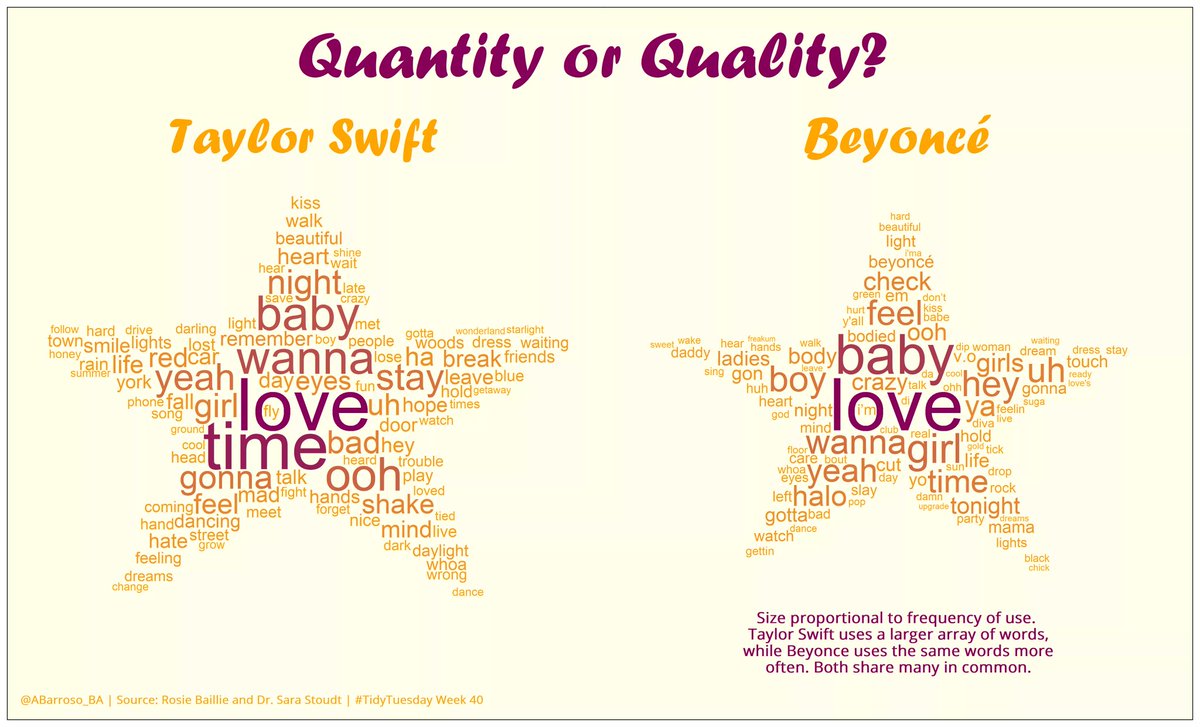 Quantity or Quality?
Taylor Swift
Beyoncé
kiss
walk
beautiful
heart shine
hear wait
night late
save crazy
baby
light met
follow hard drive darling remember boy people gotta woods wonderland starlight
town smile lights lost wanna lose ha break dress waiting
honey rain life red car friends
summer york yeah day eyes fun stay leave blue
hold getaway
phone fall girl love fly uh hope times
song door watch
ground time bad hey
cool
head heard trouble
gonna talk ooh play
mad fight hands loved
coming feel meet forget shake
hand dancing nice mind tied
street live
hate grow dark daylight
feeling whoa
dreams wrong
change dance
hard
beautiful
light
i'ma
beyoncé
check
green em don't
hurt feel kiss
y'all babe
bodied ooh
sweet wake hear freakum walk baby dip woman waiting
daddy hands body v.o girls dream dress stay
ladies leave uh touch
sing gon boy crazy da cool hey ready
huh talk ohh gonna love's
heart night i'm di love ya feelin suga
god diva live
mind club real hold
floor wanna girl gold tick
care bout cut sun life
whoa yeah day drop
eyes yo time
left halo slay damn rock
pop upgrade tonight
gotta bad party dreams
dance mama
watch lights
gettin black
chick
Size proportional to frequency of use.
Taylor Swift uses a larger array of words,
while Beyonce uses the same words more
often. Both share many in common.
@ABarroso_BA | Source: Rosie Baillie and Dr. Sara Stoudt | #TidyTuesday Week 40